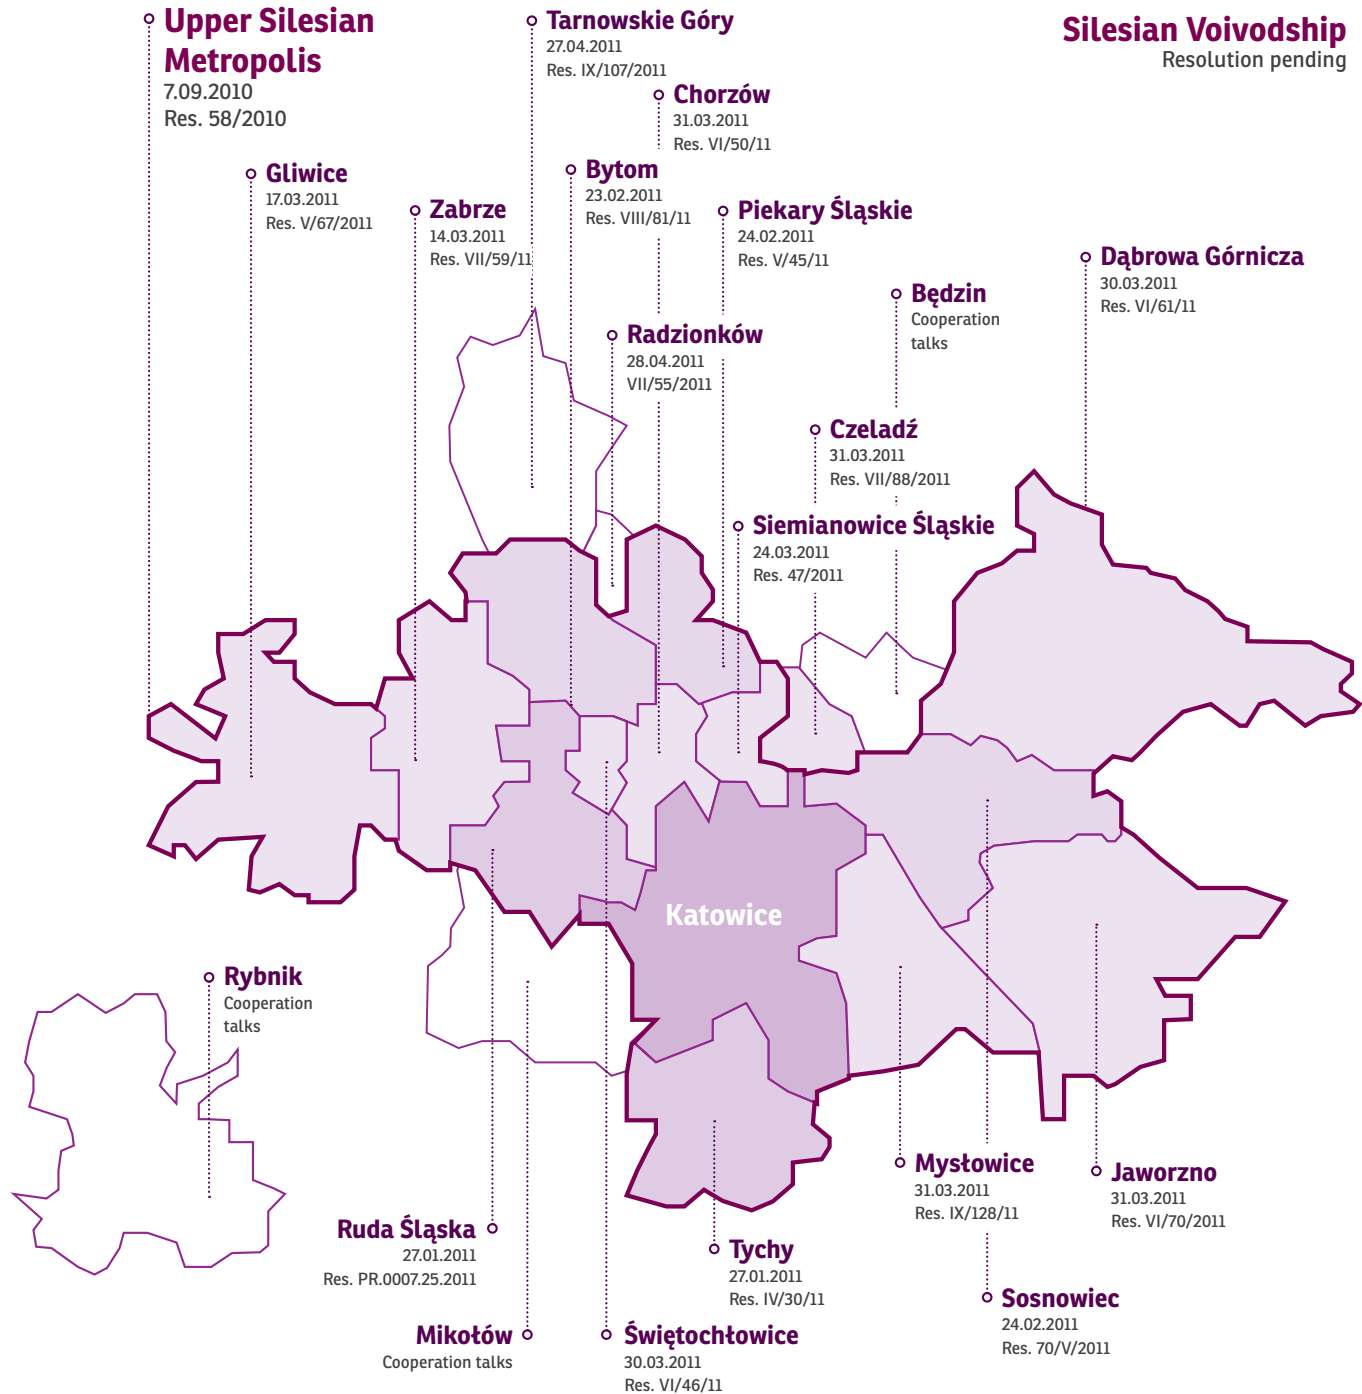 Upper Silesian
Metropolis
7.09.2010
Res. 58/2010
Tarnowskie Góry
27.04.2011
Res. IX/107/2011
Silesian Voivodship
Resolution pending
Chorzów
31.03.2011
Res. VI/50/11
Gliwice
17.03.2011
Res. V/67/2011
Bytom
23.02.2011
Res. VIII/81/11
Zabrze
14.03.2011
Res. VII/59/11
Piekary Śląskie
24.02.2011
Res. V/45/11
Dąbrowa Górnicza
30.03.2011
Res. VI/61/11
Będzin
Cooperation
talks
Radzionków
28.04.2011
VII/55/2011
Czeladź
31.03.2011
Res. VII/88/2011
Siemianowice Śląskie
24.03.2011
Res. 47/2011
Katowice
Rybnik
Cooperation
talks
Mysłowice
31.03.2011
Res. IX/128/11
Jaworzno
31.03.2011
Res. VI/70/2011
Ruda Śląska
27.01.2011
Res. PR.0007.25.2011
Tychy
27.01.2011
Res. IV/30/11
Sosnowiec
24.02.2011
Res. 70/V/2011
Mikołów
Cooperation talks
Świętochłowice
30.03.2011
Res. VI/46/11